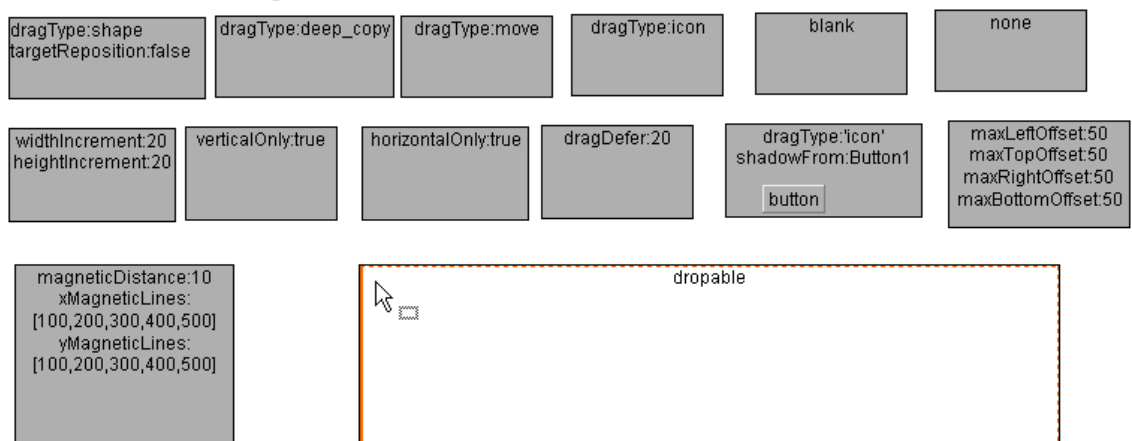 dragType:shape
targetReposition:false
dragType:deep_copy
dragType:move
dragType:icon
blank
none
widthIncrement:20
heightIncrement:20
verticalOnly:true
horizontalOnly:true
dragDefer:20
dragType:'icon'
shadowFrom:Button1
button
maxLeftOffset:50
maxTopOffset:50
maxRightOffset:50
maxBottomOffset:50
magneticDistance:10
xMagneticLines:
[100,200,300,400,500]
yMagneticLines:
[100,200,300,400,500]
dropable